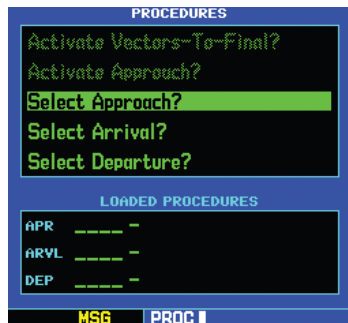 PROCEDURES
Activate Vectors-To-Final?
Activate Approach?
Select Approach?
Select Arrival?
Select Departure?
LOADED PROCEDURES
APR ____-
ARVL ____-
DEP ____-
MSG PROC